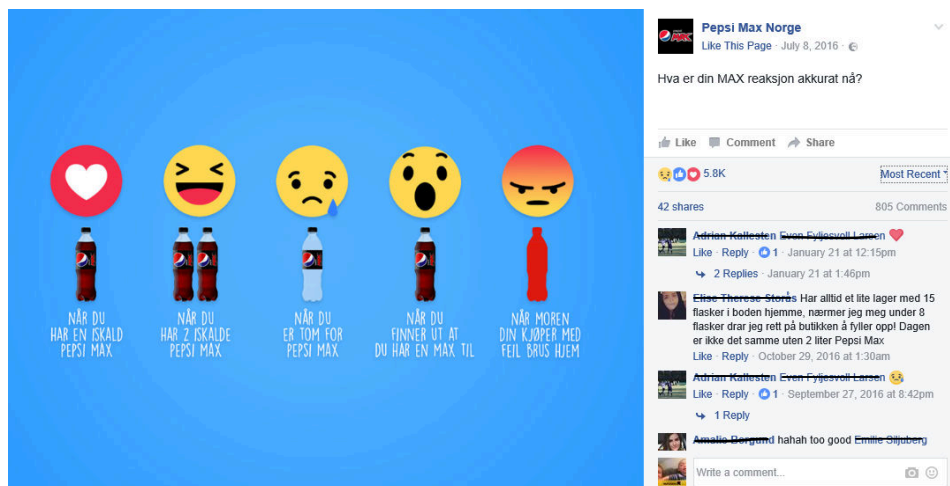 NÅR DU
HAR EN ISKALD
PEPSI MAX
NÅR DU
HAR 2 ISKALDE
PEPSI MAX
NÅR DU
ER TOM FOR
PEPSI MAX
NÅR DU
FINNER UT AT
DU HAR EN MAX TIL
NÅR MOREN
DIN KJØPER MED
FEIL BRUS HJEM
Pepsi Max Norge
Like This Page · July 8, 2016 ·
Hva er din MAX reaksjon akkurat nå?
Like Comment Share
5.8K Most Recent
42 shares 805 Comments
Adrian Kallesten Even Fyljesvoll Larsen
Like · Reply · 1 · January 21 at 12:15pm
2 Replies · January 21 at 1:46pm
Elise Therese Storås Har alltid et lite lager med 15
flasker i boden hjemme, nærmer jeg meg under 8
flasker drar jeg rett på butikken å fyller opp! Dagen
er ikke det samme uten 2 liter Pepsi Max
Like · Reply · October 29, 2016 at 1:30am
Adrian Kallesten Even Fyljesvoll Larsen
Like · Reply · 1 · September 27, 2016 at 8:42pm
1 Reply
Amalie Borgund hahah too good Emilie Siljuberg
Write a comment...